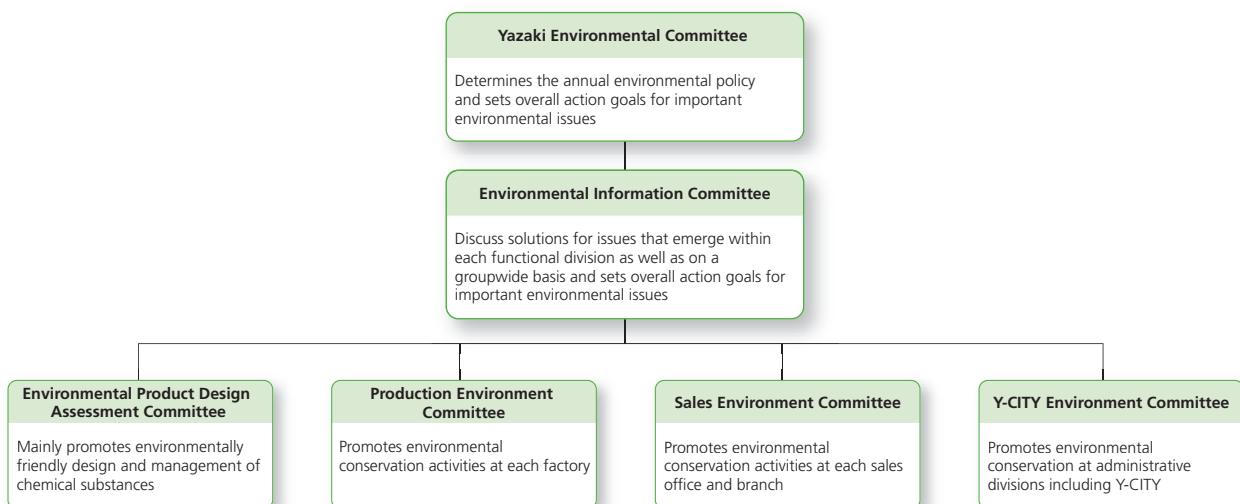 Yazaki Environmental Committee
Determines the annual environmental policy
and sets overall action goals for important
environmental issues
Environmental Information Committee
Discuss solutions for issues that emerge within
each functional division as well as on a
groupwide basis and sets overall action goals for
important environmental issues
Environmental Product Design
Assessment Committee
Mainly promotes environmentally
friendly design and management of
chemical substances
Production Environment
Committee
Promotes environmental
conservation activities at each factory
Sales Environment Committee
Promotes environmental
conservation activities at each sales
office and branch
Y-CITY Environment Committee
Promotes environmental
conservation at administrative
divisions including Y-CITY